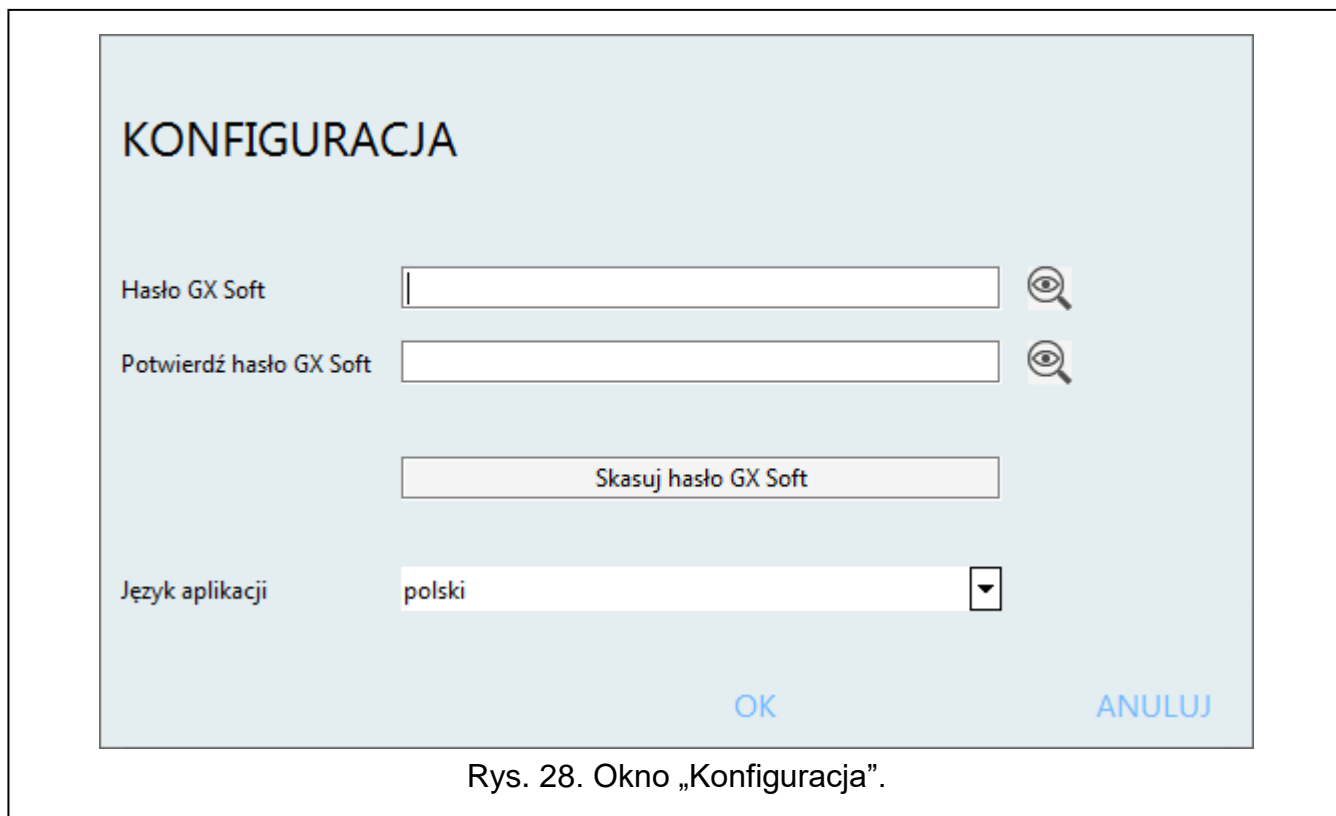 KONFIGURACJA
Hasło GX Soft
Potwierdź hasło GX Soft
Skasuj hasło GX Soft
Język aplikacji polski
OK ANULUJ
Rys. 28. Okno „Konfiguracja”.